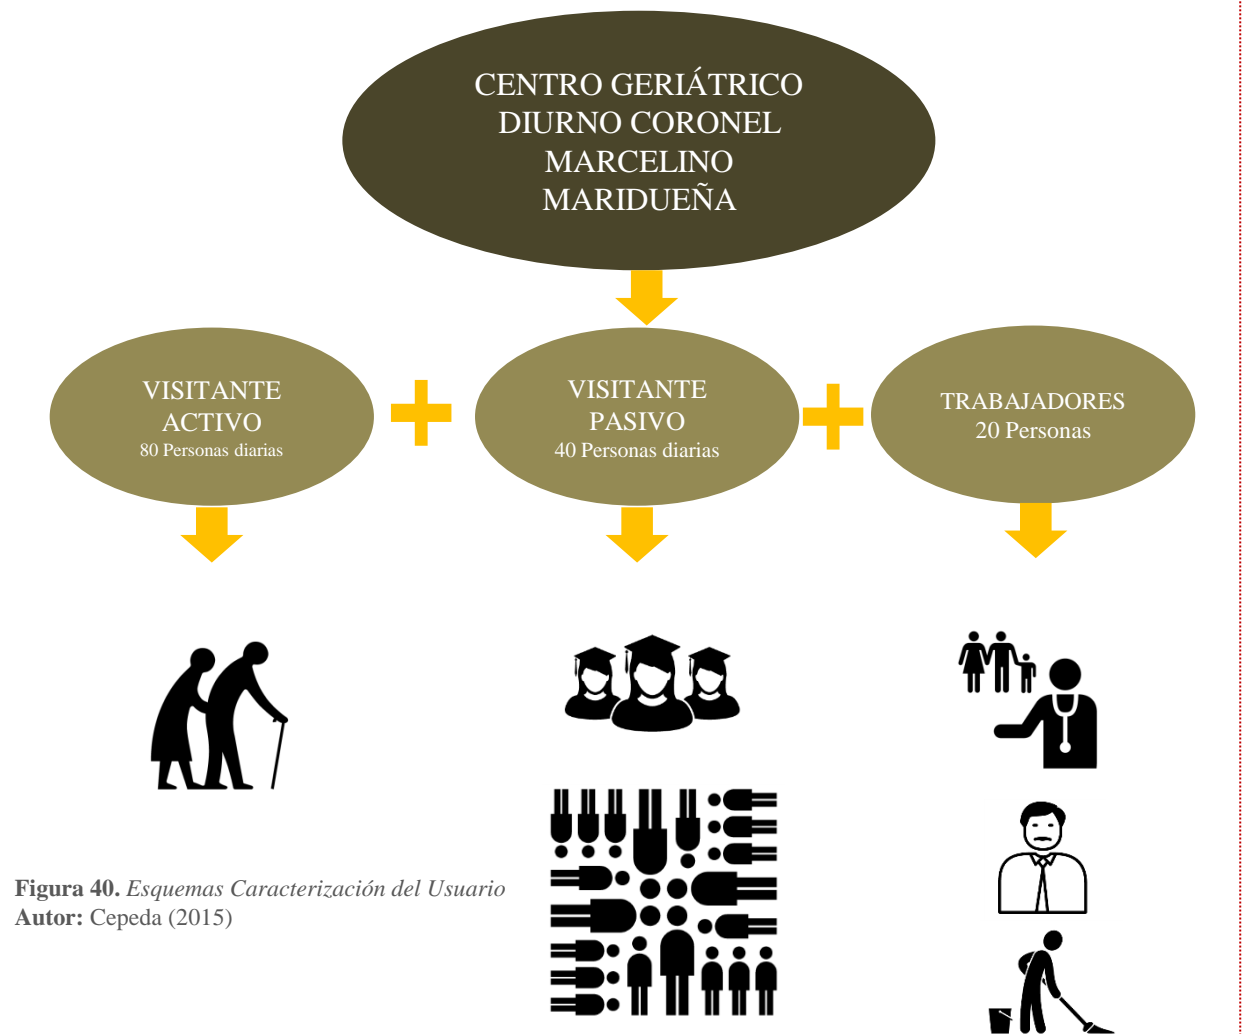 CENTRO GERIÁTRICO
DIURNO CORONEL
MARCELINO
MARIDUEÑA
VISITANTE
ACTIVO
80 Personas diarias
VISITANTE
PASIVO
40 Personas diarias
TRABAJADORES
20 Personas
Figura 40. Esquemas Caracterización del Usuario
Autor: Cepeda (2015)